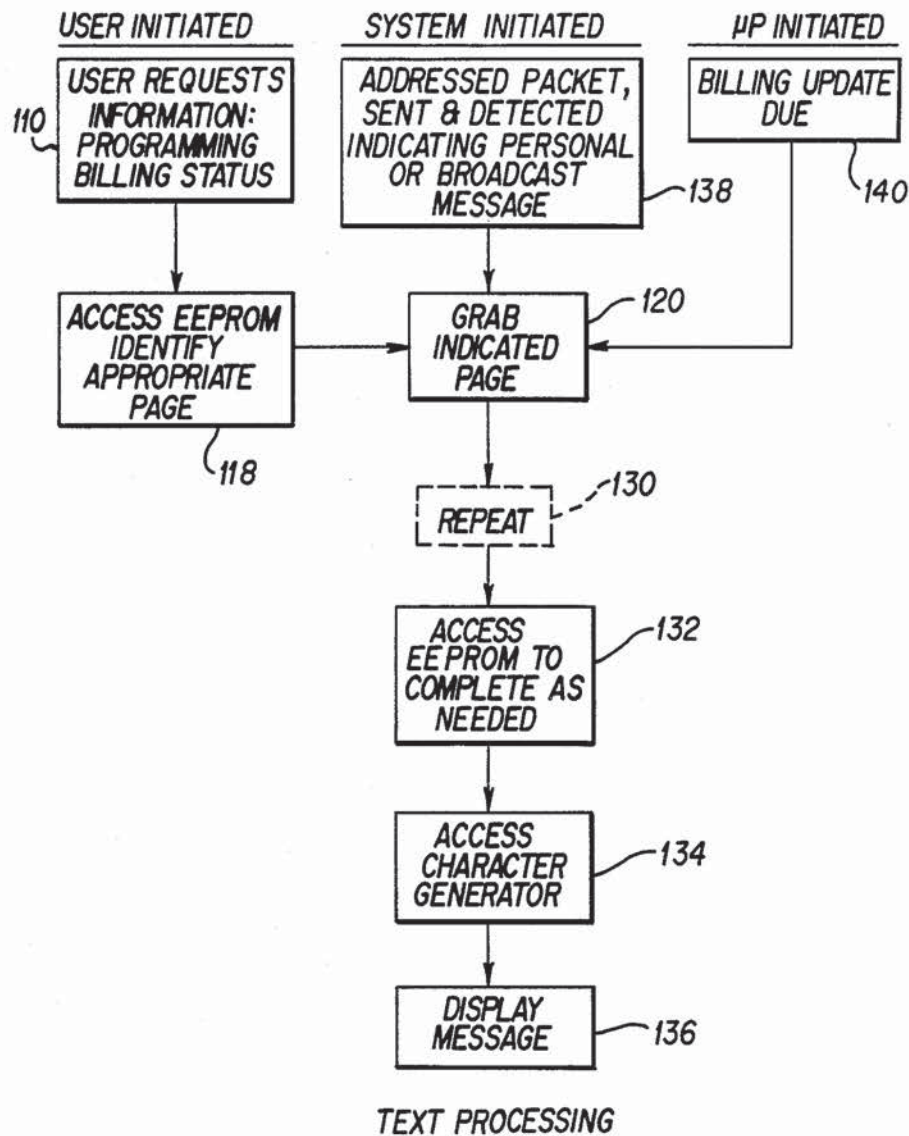 USER INITIATED
SYSTEM INITIATED
μP INITIATED
USER REQUESTS
INFORMATION:
PROGRAMMING
BILLING STATUS
110
ADDRESSED PACKET,
SENT & DETECTED
INDICATING PERSONAL
OR BROADCAST
MESSAGE
138
BILLING UPDATE
DUE
140
ACCESS EEPROM
IDENTIFY
APPROPRIATE
PAGE
118
GRAB
INDICATED
PAGE
120
REPEAT
130
ACCESS
EEPROM TO
COMPLETE AS
NEEDED
132
ACCESS
CHARACTER
GENERATOR
134
DISPLAY
MESSAGE
136
TEXT PROCESSING